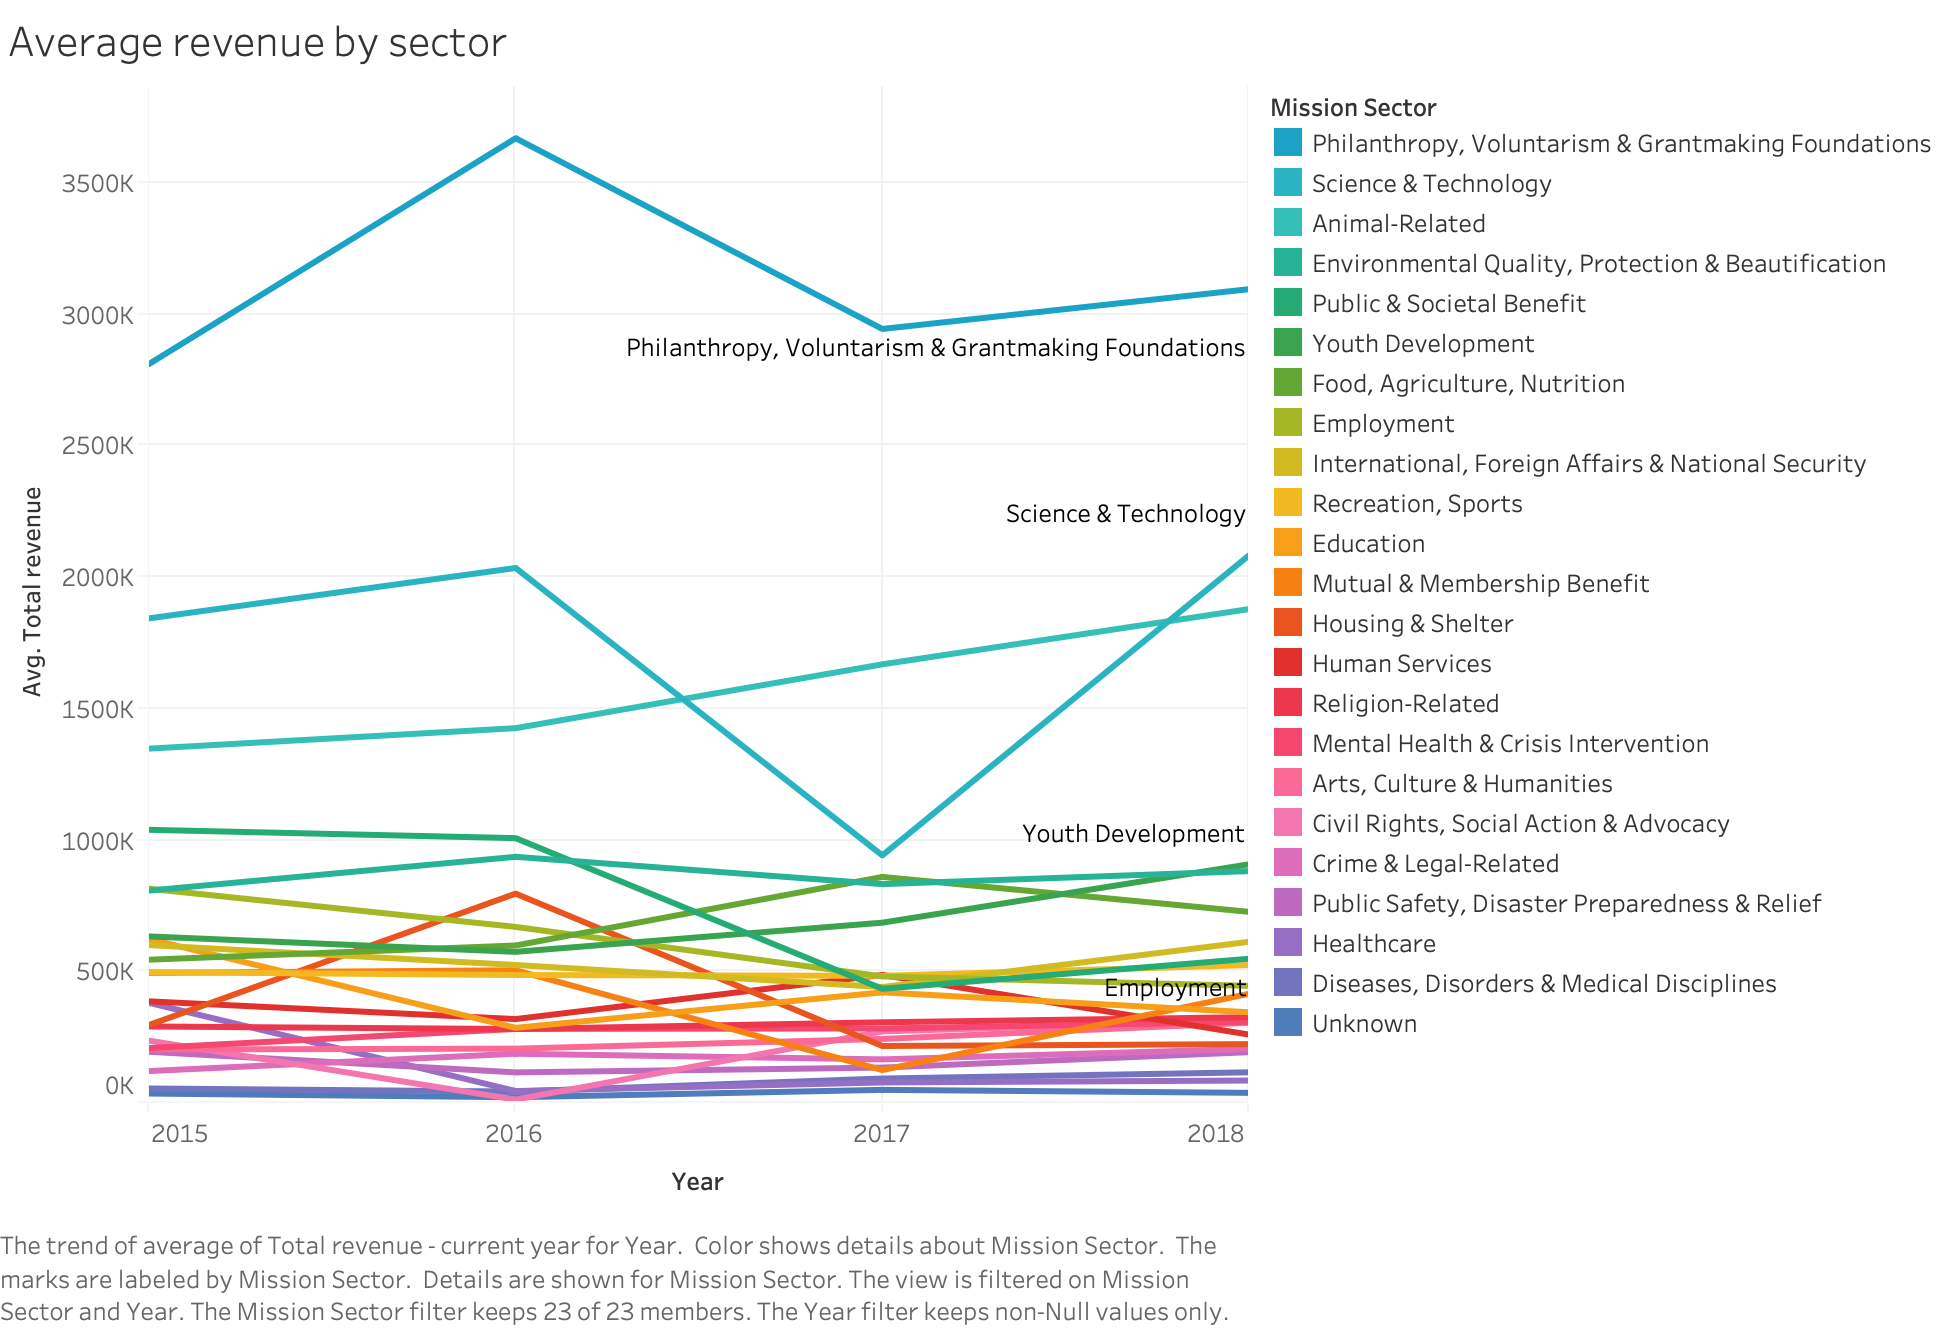 Average revenue by sector
Mission Sector
Philanthropy, Voluntarism & Grantmaking Foundations
Science & Technology
Animal-Related
Environmental Quality, Protection & Beautification
Public & Societal Benefit
Youth Development
Food, Agriculture, Nutrition
Employment
International, Foreign Affairs & National Security
Recreation, Sports
Education
Mutual & Membership Benefit
Housing & Shelter
Human Services
Religion-Related
Mental Health & Crisis Intervention
Arts, Culture & Humanities
Civil Rights, Social Action & Advocacy
Crime & Legal-Related
Public Safety, Disaster Preparedness & Relief
Healthcare
Diseases, Disorders & Medical Disciplines
Unknown
Avg. Total revenue
3500K
3000K
2500K
2000K
1500K
1000K
500K
0K
Philanthropy, Voluntarism & Grantmaking Foundations
Science & Technology
Youth Development
Employment
2015
2016
2017
2018
Year
The trend of average of Total revenue - current year for Year.  Color shows details about Mission Sector.  The
marks are labeled by Mission Sector.  Details are shown for Mission Sector. The view is filtered on Mission
Sector and Year. The Mission Sector filter keeps 23 of 23 members. The Year filter keeps non-Null values only.